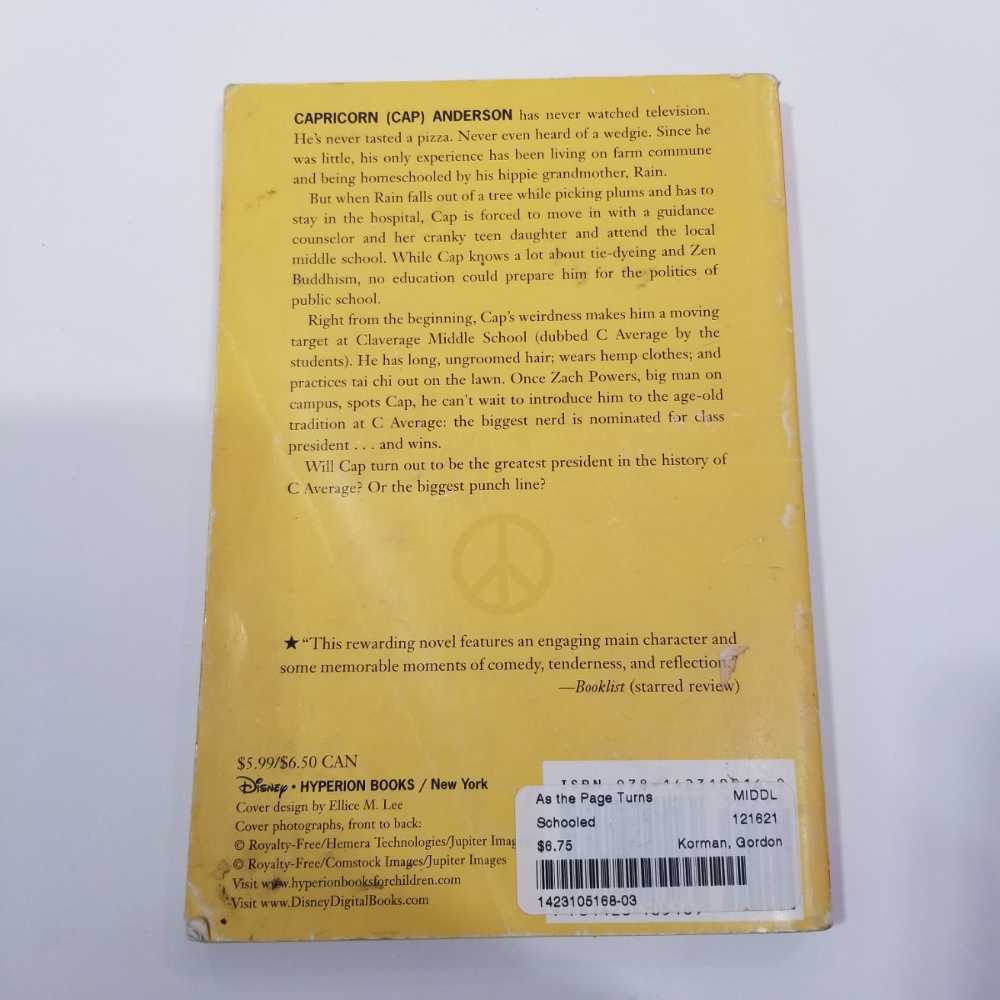 CAPRICORN (CAP) ANDERSON has never watched television.
He's never tasted a pizza. Never even heard of a wedgie. Since he
was little, his only experience has been living on farm commune
and being homeschooled by his hippie grandmother, Rain.
But when Rain falls out of a tree while picking plums and has to
stay in the hospital, Cap is forced to move in with a guidance
counselor and her cranky teen daughter and attend the local
middle school. While Cap knows a lot about tie-dyeing and Zen
Buddhism, no education could prepare him for the politics of
public school.
Right from the beginning, Cap's weirdness makes him a moving
target at Claverage Middle School (dubbed C Average by the
students). He has long, ungroomed hair; wears hemp clothes; and
practices tai chi out on the lawn. Once Zach Powers, big man on
campus, spots Cap, he can't wait to introduce him to the age-old
tradition at C Average: the biggest nerd is nominated for class
president . . . and wins.
Will Cap turn out to be the greatest president in the history of
C Average? Or the biggest punch line?
★ "This rewarding novel features an engaging main character and
some memorable moments of comedy, tenderness, and reflection."
—Booklist (starred review)
$5.99/$6.50 CAN
Disney • HYPERION BOOKS / New York
Cover design by Ellice M. Lee
Cover photographs, front to back:
© Royalty-Free/Hemera Technologies/Jupiter Imag
© Royalty-Free/Comstock Images/Jupiter Images
Visit www.hyperionbooksforchildren.com
Visit www.DisneyDigitalBooks.com
ISBN 978
As the Page Turns MIDDL
Schooled 121621
$6.75 Korman, Gordon
1423105168-03